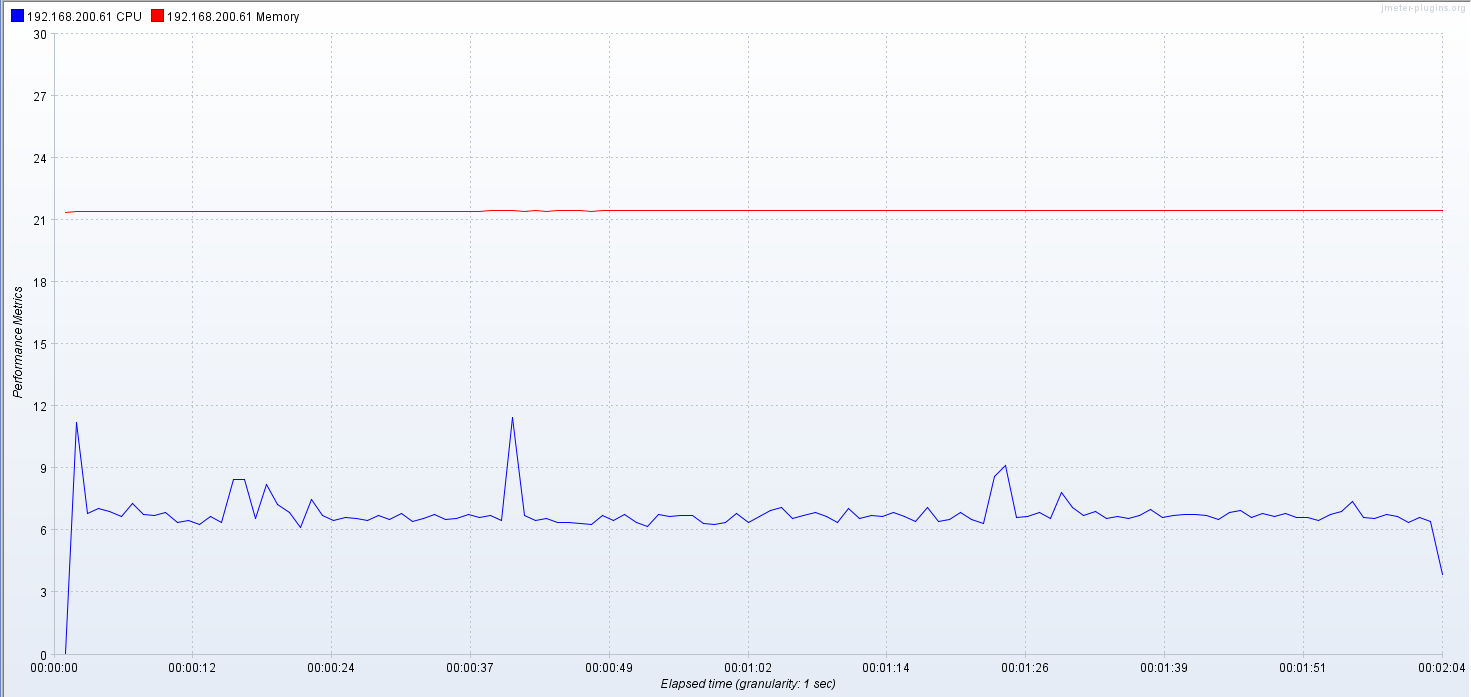 jmeter-plugins.org
192.168.200.61 CPU 192.168.200.61 Memory
30
27
24
21
18
15
12
9
6
3
0
Performance Metrics
00:00:00 00:00:12 00:00:24 00:00:37 00:00:49 00:01:02 00:01:14 00:01:26 00:01:39 00:01:51 00:02:04
Elapsed time (granularity: 1 sec)